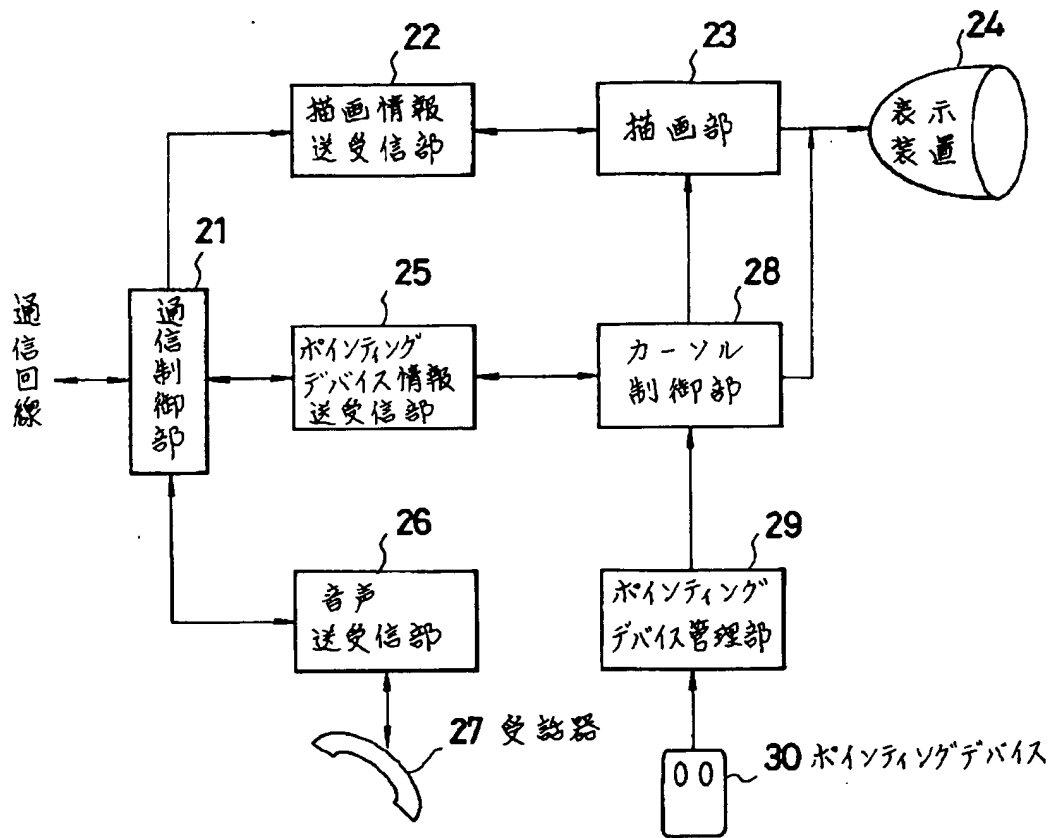 22
描画情報
送受信部
23
描画部
24
表示
装置
21
通信制御部
通信回線
25
ポインティング
デバイス情報
送受信部
28
カーソル
制御部
26
音声
送受信部
27 受話器
29
ポインティング
デバイス管理部
30 ポインティングデバイス